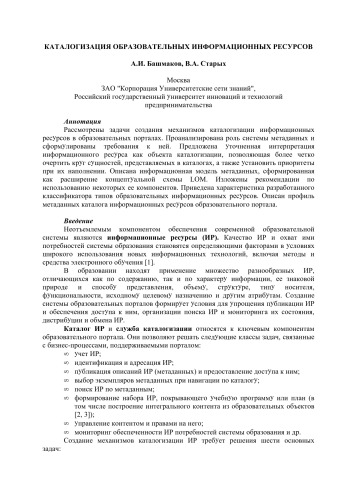 КАТАЛОГИЗАЦИЯ ОБРАЗОВАТЕЛЬНЫХ ИНФОРМАЦИОННЫХ РЕСУРСОВ
А.И. Башмаков, В.А. Старых
Москва
ЗАО "Корпорация Университетские сети знаний",
Российский государственный университет инноваций и технологий
предпринимательства
Аннотация
Рассмотрены задачи создания механизмов каталогизации информационных
ресурсов в образовательных порталах. Проанализирована роль системы метаданных и
сформулированы требования к ней. Предложена уточненная интерпретация
информационного ресурса как объекта каталогизации, позволяющая более четко
очертить круг сущностей, представляемых в каталогах, а также установить приоритеты
при их наполнении. Описана информационная модель метаданных, сформированная
как расширение концептуальной схемы LOM. Изложены рекомендации по
использованию некоторых ее компонентов. Приведена характеристика разработанного
классификатора типов образовательных информационных ресурсов. Описан профиль
метаданных каталога информационных ресурсов образовательного портала.
Введение
Неотъемлемым компонентом обеспечения современной образовательной
системы являются информационные ресурсы (ИР). Качество ИР и охват ими
потребностей системы образования становятся определяющими факторами в условиях
широкого использования новых информационных технологий, включая методы и
средства электронного обучения [1].
В образовании находят применение множество разнообразных ИР,
отличающихся как по содержанию, так и по характеру информации, ее знаковой
природе и способу представления, объему, структуре, типу носителя,
функциональности, исходному целевому назначению и другим атрибутам. Создание
системы образовательных порталов формирует условия для упрощения публикации ИР
и обеспечения доступа к ним, организации поиска ИР и мониторинга их состояния,
дистрибуции и обмена ИР.
Каталог ИР и служба каталогизации относятся к ключевым компонентам
образовательного портала. Они позволяют решать следующие классы задач, связанные
с бизнес-процессами, поддерживаемыми порталом:
∞ учет ИР;
∞ идентификация и адресация ИР;
∞ публикация описаний ИР (метаданных) и предоставление доступа к ним;
∞ выбор экземпляров метаданных при навигации по каталогу;
∞ поиск ИР по метаданным;
∞ формирование набора ИР, покрывающего учебную программу или план (в
том числе построение интегрального контента из образовательных объектов
[2, 3]);
∞ управление контентом и правами на него;
∞ мониторинг обеспеченности ИР потребностей системы образования и др.
Создание механизмов каталогизации ИР требует решения шести основных
задач: